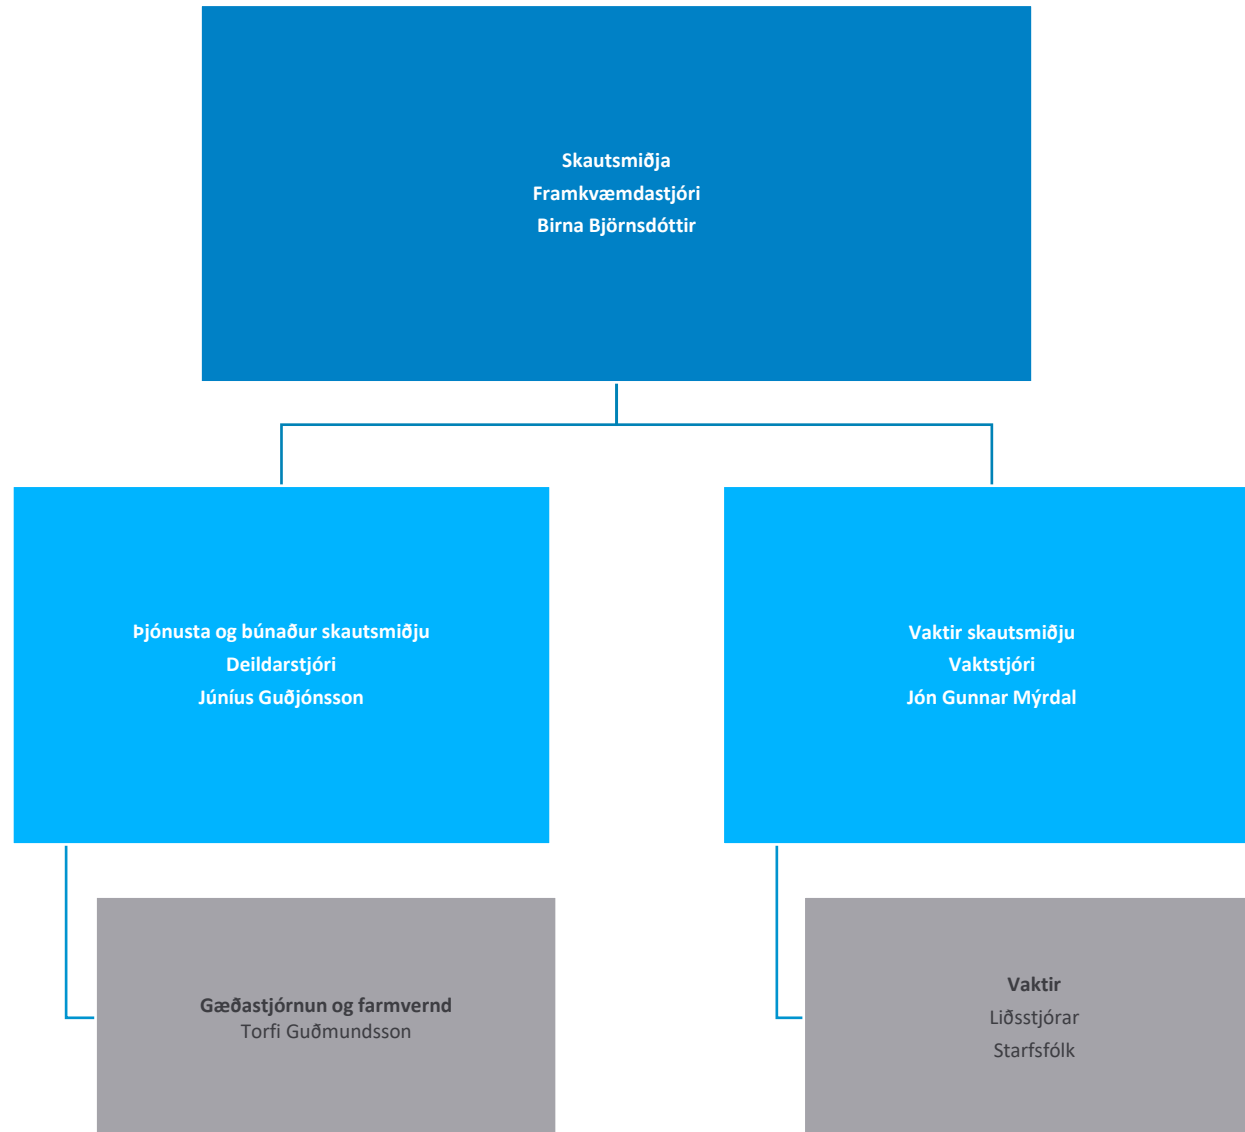 Skautsmiðja
Framkvæmdastjóri
Birna Björnsdóttir
Þjónusta og búnaður skautsmiðju
Deildarstjóri
Júníus Guðjónsson
Vaktir skautsmiðju
Vaktstjóri
Jón Gunnar Mýrdal
Gæðastjórnun og farmvernd
Torfi Guðmundsson
Vaktir
Liðsstjórar
Starfsfólk